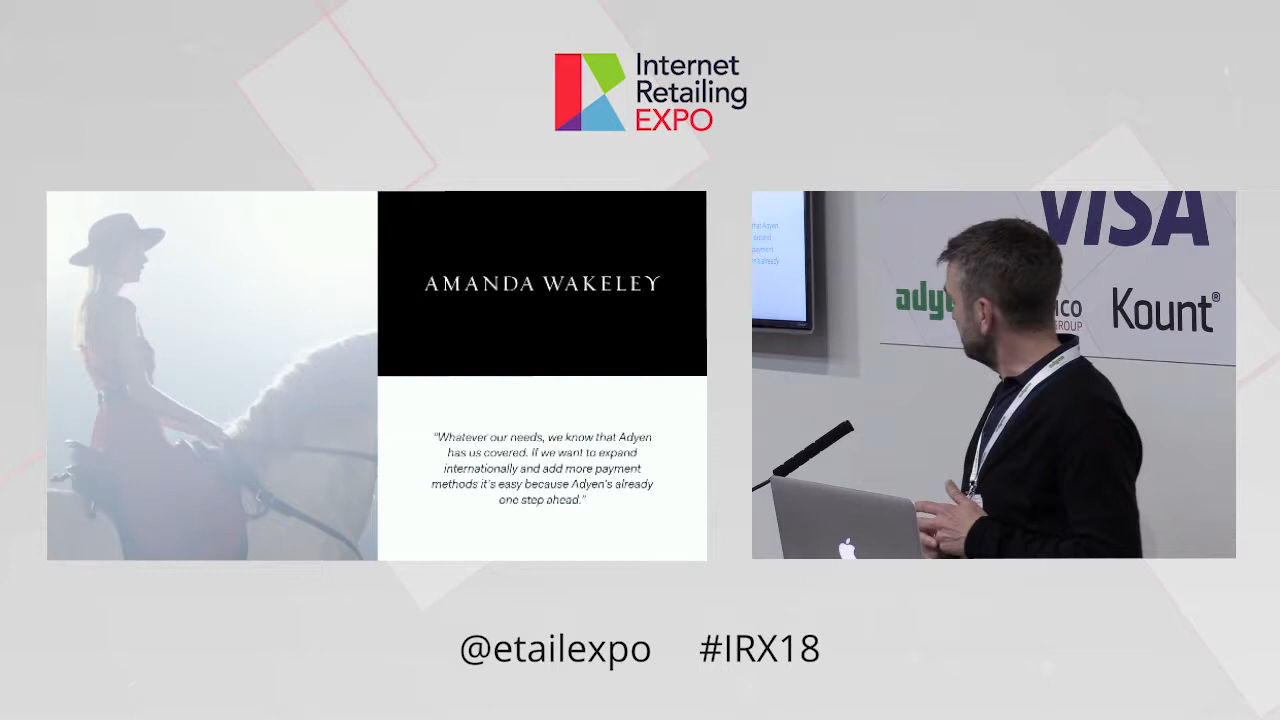 Internet
Retailing
EXPO
AMANDA WAKELEY
"Whatever our needs, we know that Adyen
has us covered. If we want to expand
internationally and add more payment
methods it's easy because Adyen's already
one step ahead."
VISA
Kount®
@etailexpo #IRX18